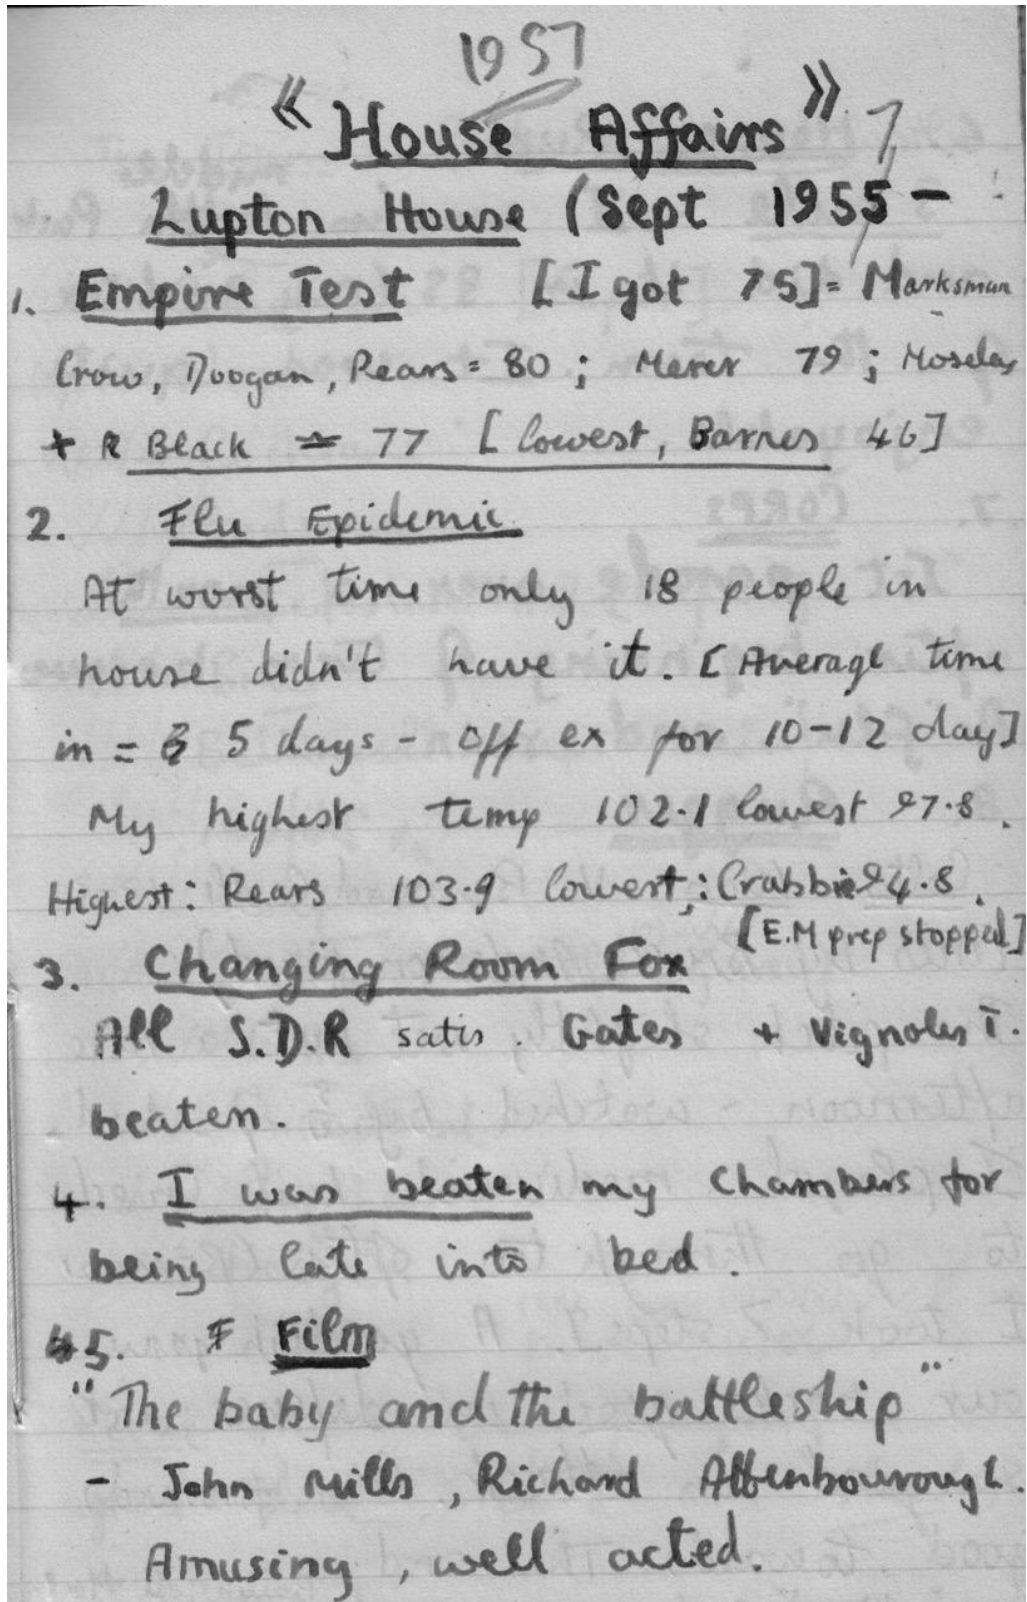 1957
« House Affairs »
Lupton House (Sept 1955 - 7
1. Empire Test [I got 75] = Marksman
Crow, Doogan, Rears = 80 ; Merer 79 ; Moseley
+ R Black = 77 [lowest, Barnes 46]
2. Flu Epidemic
At worst time only 18 people in
house didn't have it. [Average time
in = 5 days - off ex for 10-12 day]
My highest temp 102.1 lowest 97.8.
Highest: Rears 103.9 lowest: Crabbie 94.8.
[E.M prep stopped]
3. Changing Room Fox
All S.D.R satis. Gates + Vignoles T.
beaten.
4. I was beaten my Chambers for
being late into bed.
5. F Film
"The baby and the battleship"
- John Mills, Richard Attenbourough.
Amusing, well acted.